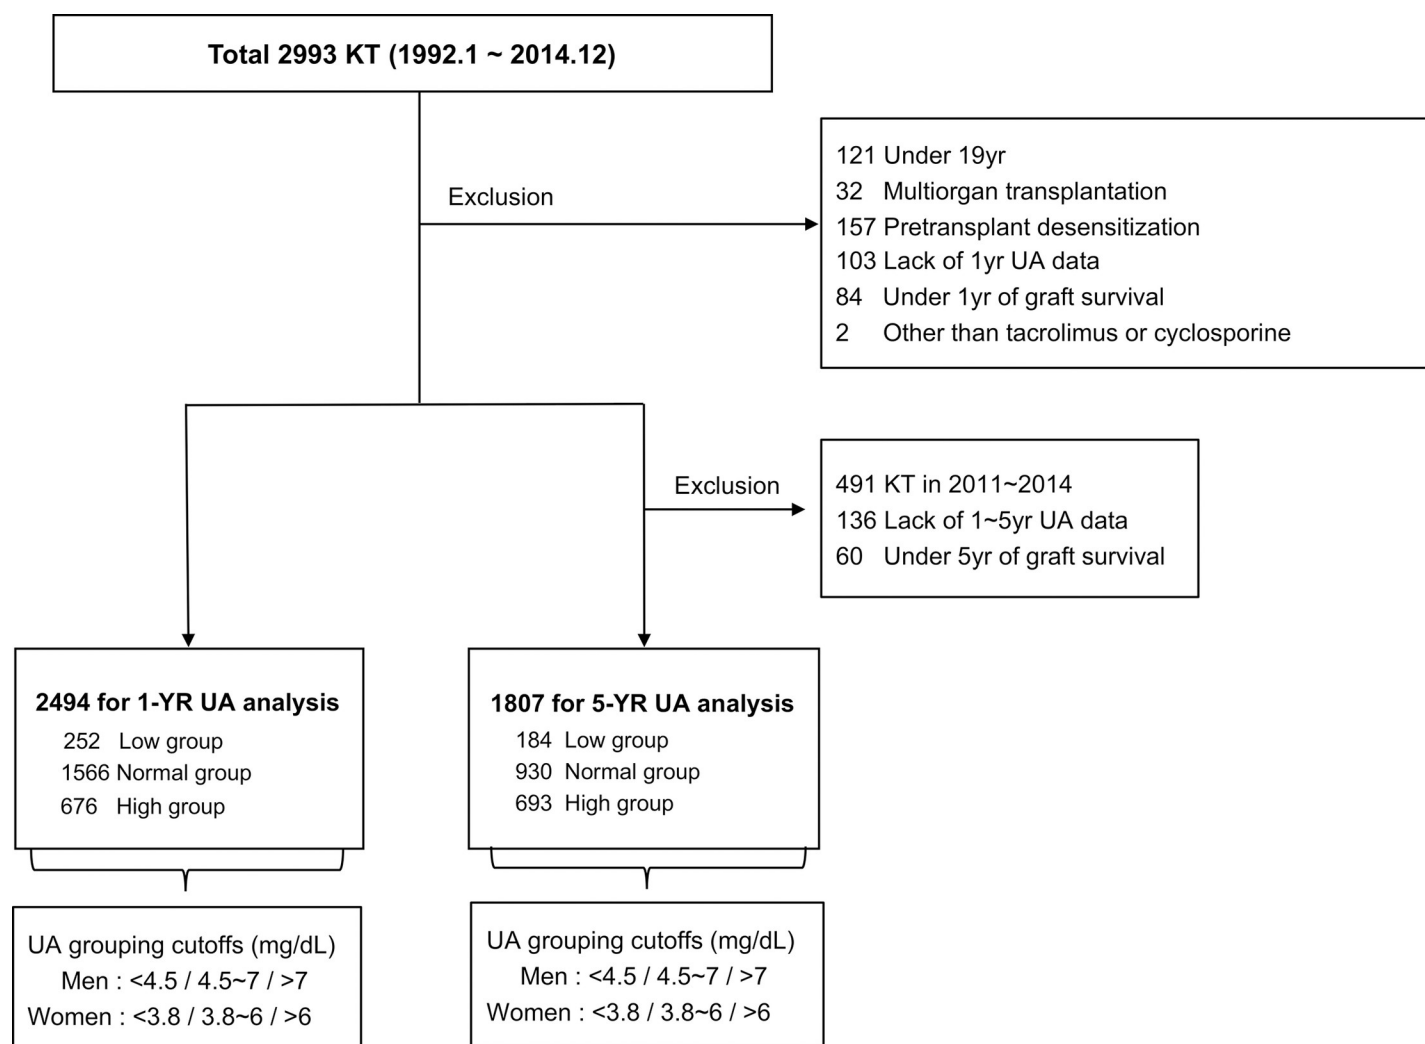 Total 2993 KT (1992.1 ~ 2014.12)
Exclusion
121 Under 19yr
32 Multiorgan transplantation
157 Pretransplant desensitization
103 Lack of 1yr UA data
84 Under 1yr of graft survival
2 Other than tacrolimus or cyclosporine
Exclusion
491 KT in 2011~2014
136 Lack of 1~5yr UA data
60 Under 5yr of graft survival
2494 for 1-YR UA analysis
252 Low group
1566 Normal group
676 High group
1807 for 5-YR UA analysis
184 Low group
930 Normal group
693 High group
UA grouping cutoffs (mg/dL)
Men : <4.5 / 4.5~7 / >7
Women : <3.8 / 3.8~6 / >6
UA grouping cutoffs (mg/dL)
Men : <4.5 / 4.5~7 / >7
Women : <3.8 / 3.8~6 / >6